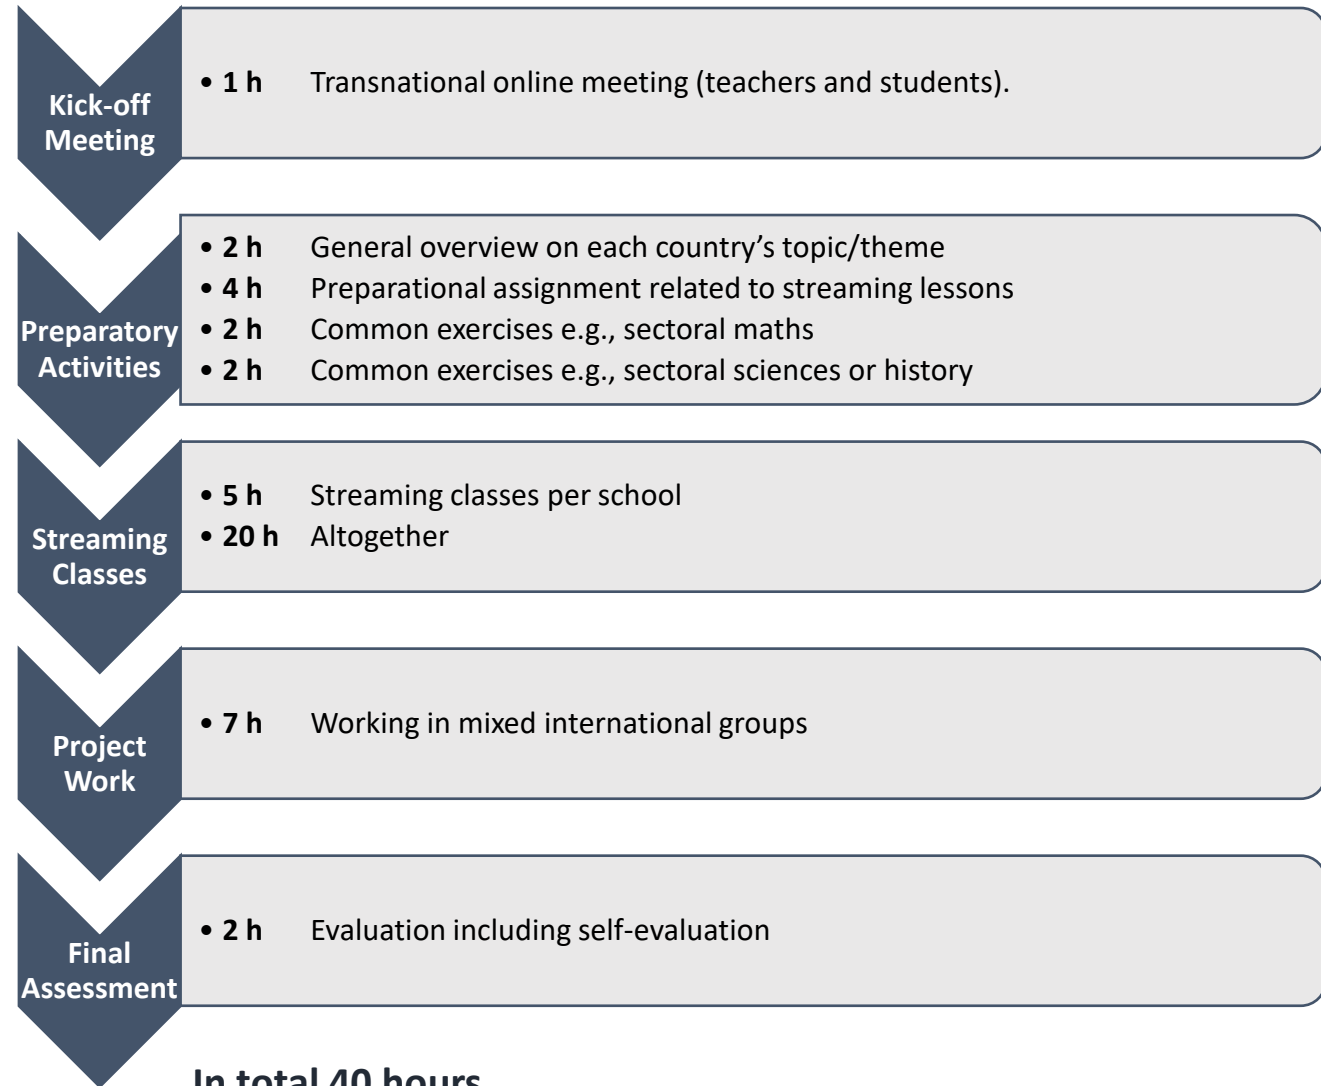 Kick-off
Meeting
• 1 h Transnational online meeting (teachers and students).
Preparatory
Activities
• 2 h General overview on each country’s topic/theme
• 4 h Preparational assignment related to streaming lessons
• 2 h Common exercises e.g., sectoral maths
• 2 h Common exercises e.g., sectoral sciences or history
Streaming
Classes
• 5 h Streaming classes per school
• 20 h Altogether
Project
Work
• 7 h Working in mixed international groups
Final
Assessment
• 2 h Evaluation including self-evaluation
In total 40 hours